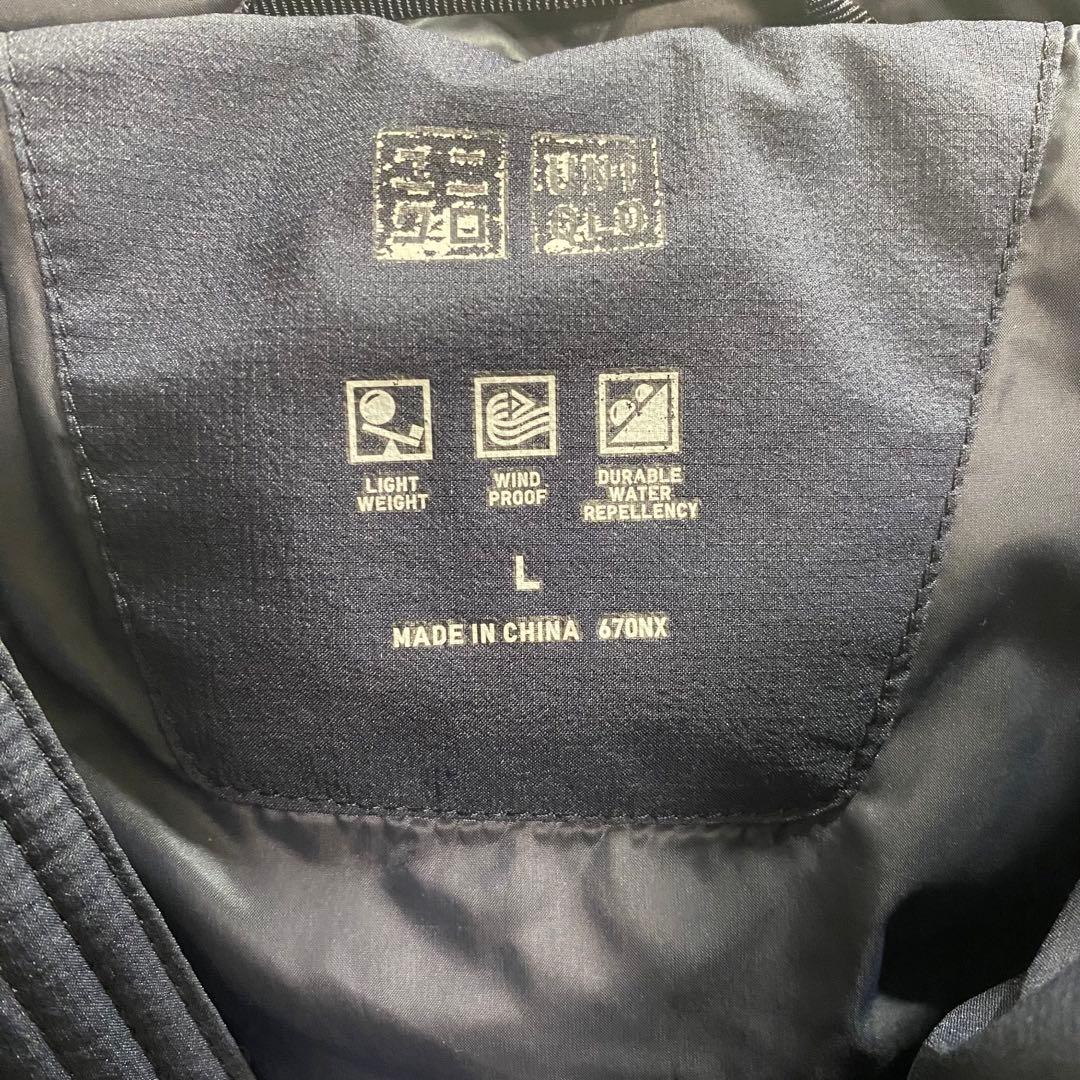 ユニ
クロ
UNI
QLO
LIGHT
WEIGHT
WIND
PROOF
DURABLE
WATER
REPELLENCY
L
MADE IN CHINA 670NX